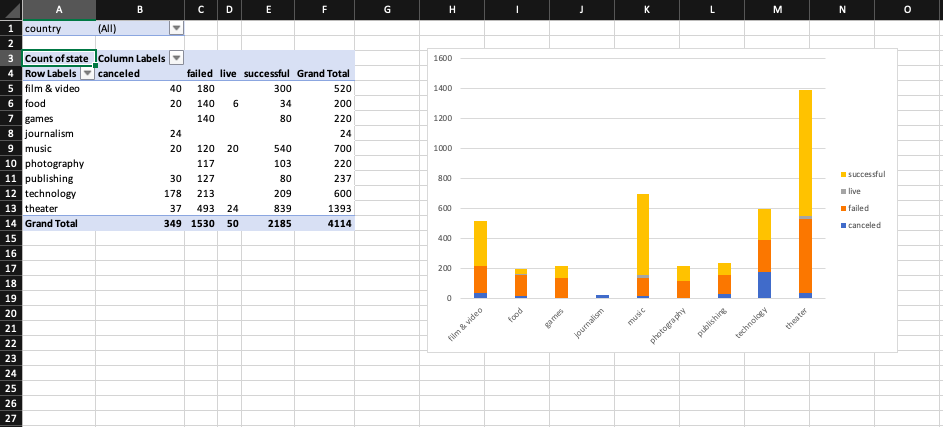 A B C D E F G H I J K L M N O
1 country (All)
2
3 Count of state Column Labels
4 Row Labels canceled failed live successful Grand Total
5 film & video 40 180 300 520
6 food 20 140 6 34 200
7 games 140 80 220
8 journalism 24 24
9 music 20 120 20 540 700
10 photography 117 103 220
11 publishing 30 127 80 237
12 technology 178 213 209 600
13 theater 37 493 24 839 1393
14 Grand Total 349 1530 50 2185 4114
15
16
17
18
19
20
21
22
23
24
25
26
27
1600
1400
1200
1000
800
600
400
200
0
film & video food games journalism music photography publishing technology theater
successful
live
failed
canceled